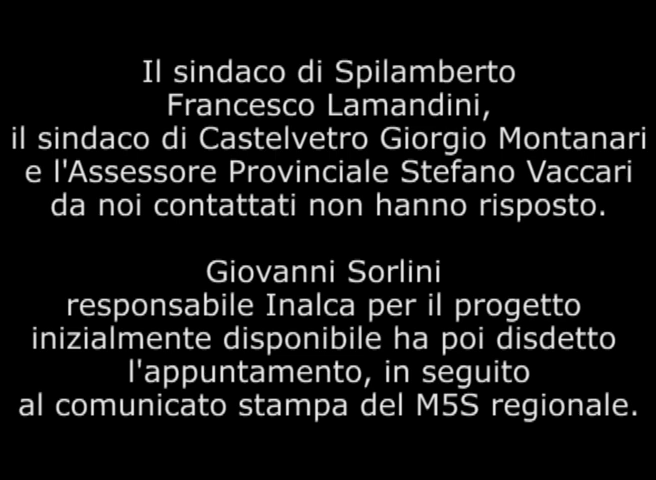 Il sindaco di Spilamberto
Francesco Lamandini,
il sindaco di Castelvetro Giorgio Montanari
e l'Assessore Provinciale Stefano Vaccari
da noi contattati non hanno risposto.
Giovanni Sorlini
responsabile Inalca per il progetto
inizialmente disponibile ha poi disdetto
l'appuntamento, in seguito
al comunicato stampa del M5S regionale.